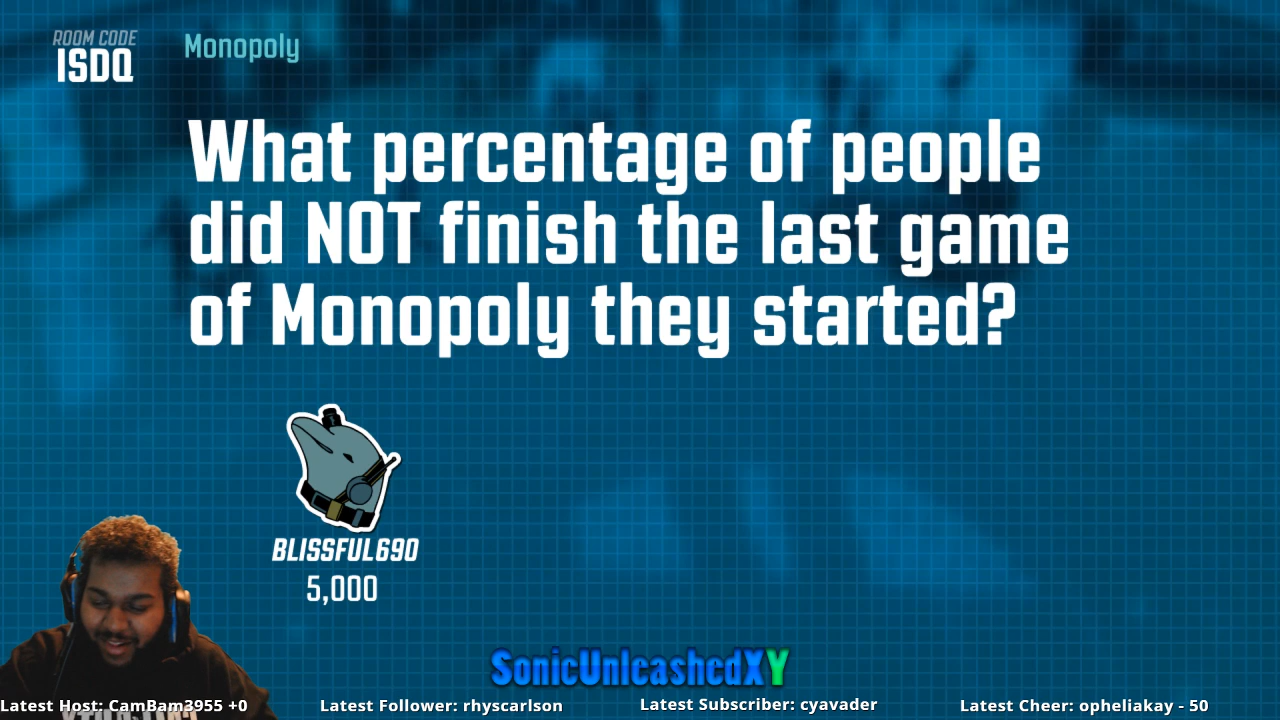 ROOM CODE
ISDQ
Monopoly
What percentage of people
did NOT finish the last game
of Monopoly they started?
BLISSFUL690
5,000
SonicUnleashedXY
Latest Host: CamBam3955 +0
Latest Follower: rhyscarlson
Latest Subscriber: cyavader
Latest Cheer: opheliakay - 50